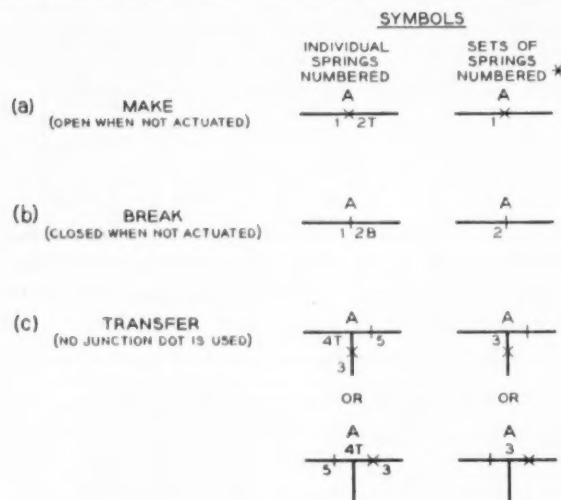 SYMBOLS
INDIVIDUAL SPRINGS NUMBERED
SETS OF SPRINGS NUMBERED *
(a) MAKE
(OPEN WHEN NOT ACTUATED)
A
1 2T
A
1
(b) BREAK
(CLOSED WHEN NOT ACTUATED)
A
1 2B
A
2
(c) TRANSFER
(NO JUNCTION DOT IS USED)
A
4T 5
3
A
3
OR
OR
A
4T
5 3
A
3